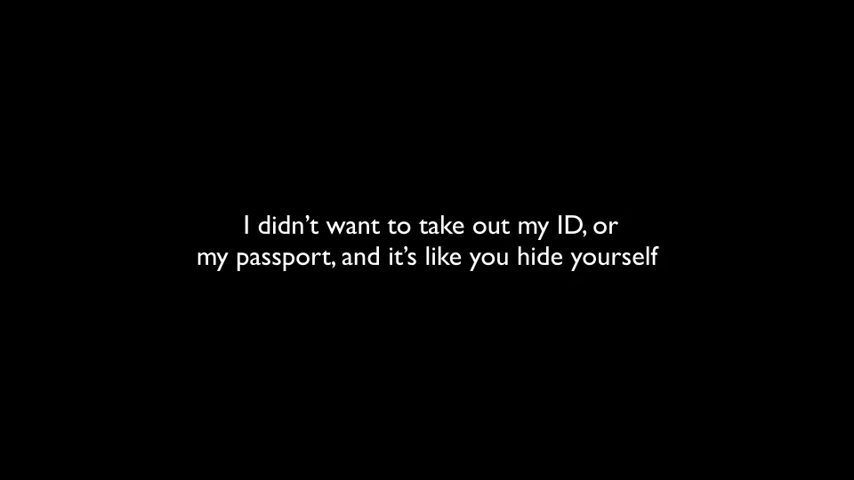 I didn’t want to take out my ID, or
my passport, and it’s like you hide yourself